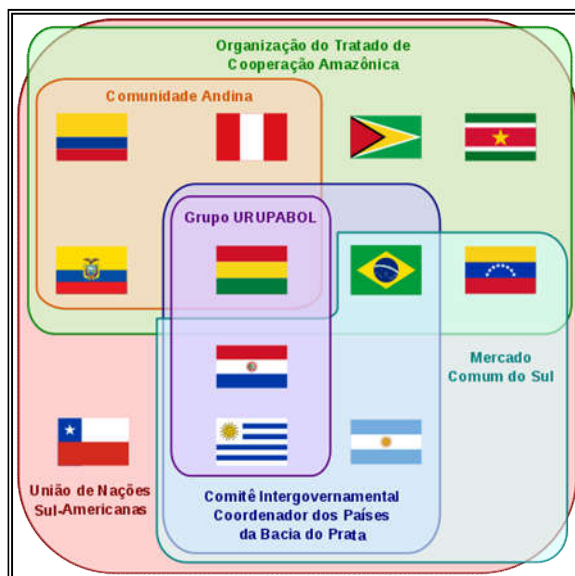 Organização do Tratado de
Cooperação Amazônica
Comunidade Andina
Grupo URUPABOL
Mercado
Comum do Sul
União de Nações
Sul-Americanas
Comitê Intergovernamental
Coordenador dos Países
da Bacia do Prata